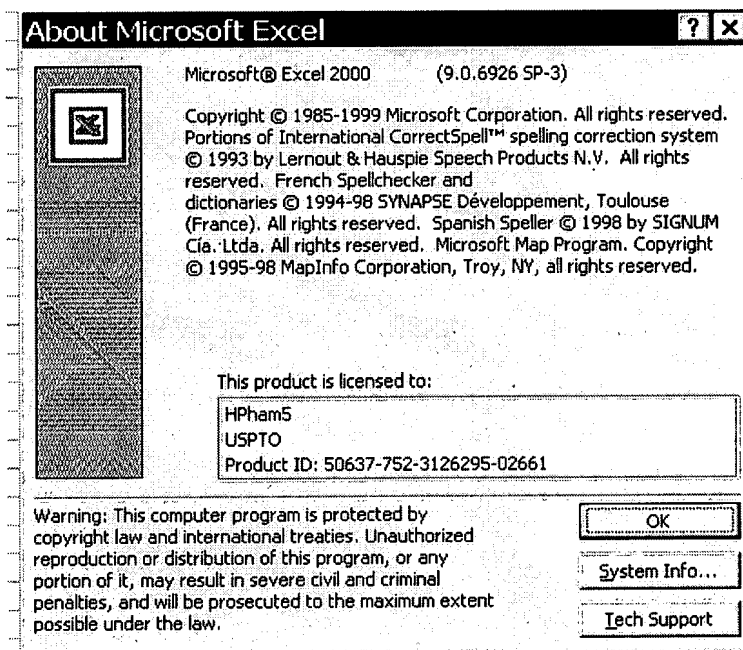 About Microsoft Excel
? X
Microsoft® Excel 2000 (9.0.6926 SP-3)
Copyright © 1985-1999 Microsoft Corporation. All rights reserved.
Portions of International CorrectSpell™ spelling correction system
© 1993 by Lernout & Hauspie Speech Products N.V. All rights
reserved. French Spellchecker and
dictionaries © 1994-98 SYNAPSE Développement, Toulouse
(France). All rights reserved. Spanish Speller © 1998 by SIGNUM
Cía. Ltda. All rights reserved. Microsoft Map Program. Copyright
© 1995-98 MapInfo Corporation, Troy, NY, all rights reserved.
This product is licensed to:
HPham5
USPTO
Product ID: 50637-752-3126295-02661
Warning: This computer program is protected by
copyright law and international treaties. Unauthorized
reproduction or distribution of this program, or any
portion of it, may result in severe civil and criminal
penalties, and will be prosecuted to the maximum extent
possible under the law.
OK
System Info...
Tech Support